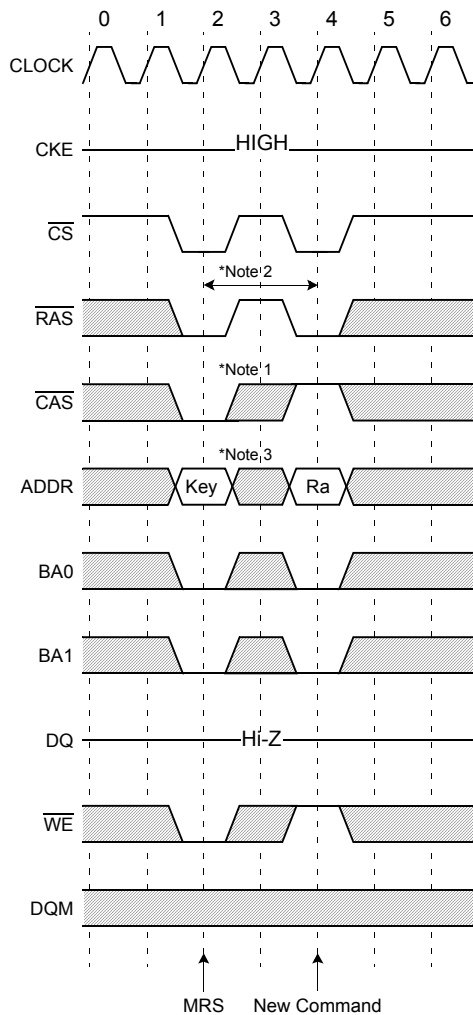 0 1 2 3 4 5 6
CLOCK
CKE
HIGH
CS
*Note 2
RAS
*Note 1
CAS
*Note 3
ADDR
Key
Ra
BA0
BA1
DQ
Hi-Z
WE
DQM
MRS
New Command